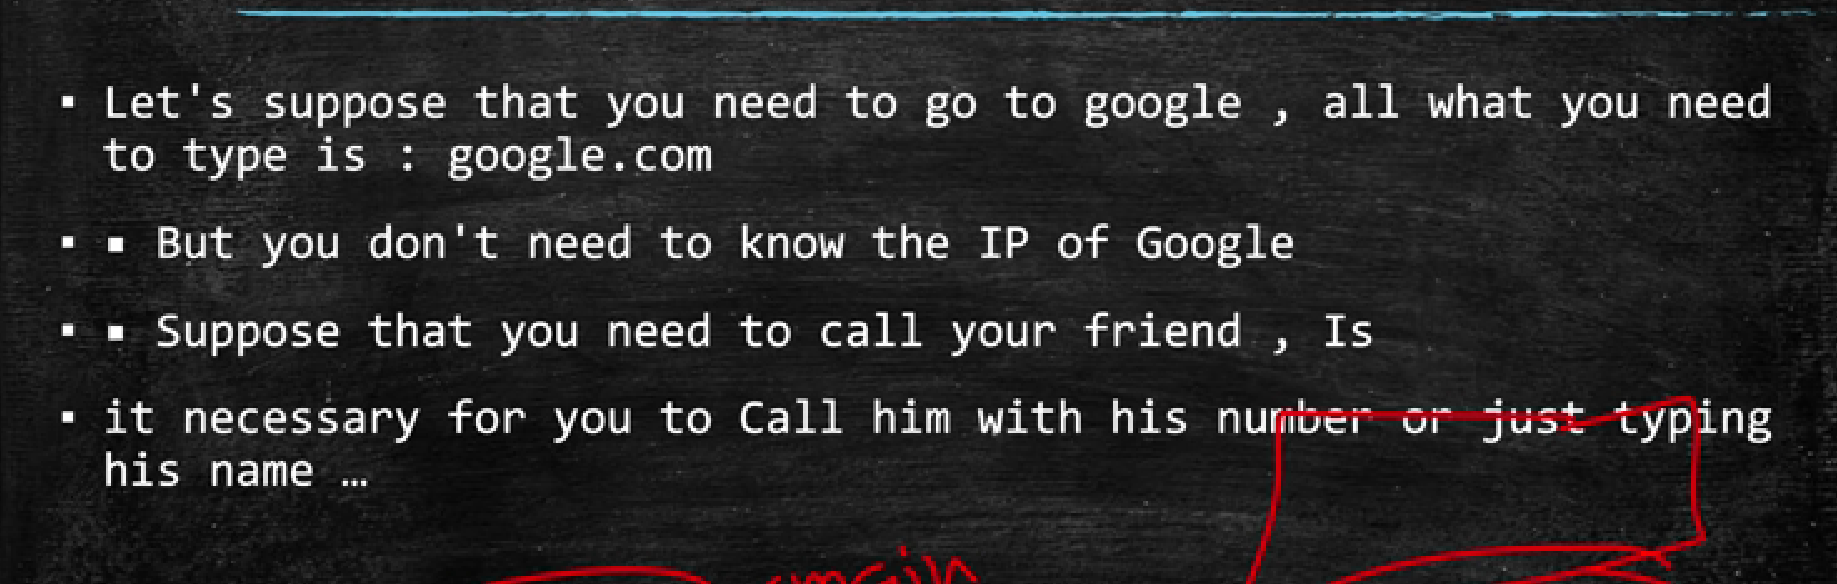 ▪ Let's suppose that you need to go to google , all what you need
to type is : google.com
▪ ▪ But you don't need to know the IP of Google
▪ ▪ Suppose that you need to call your friend , Is
▪ it necessary for you to Call him with his number or just typing
his name …